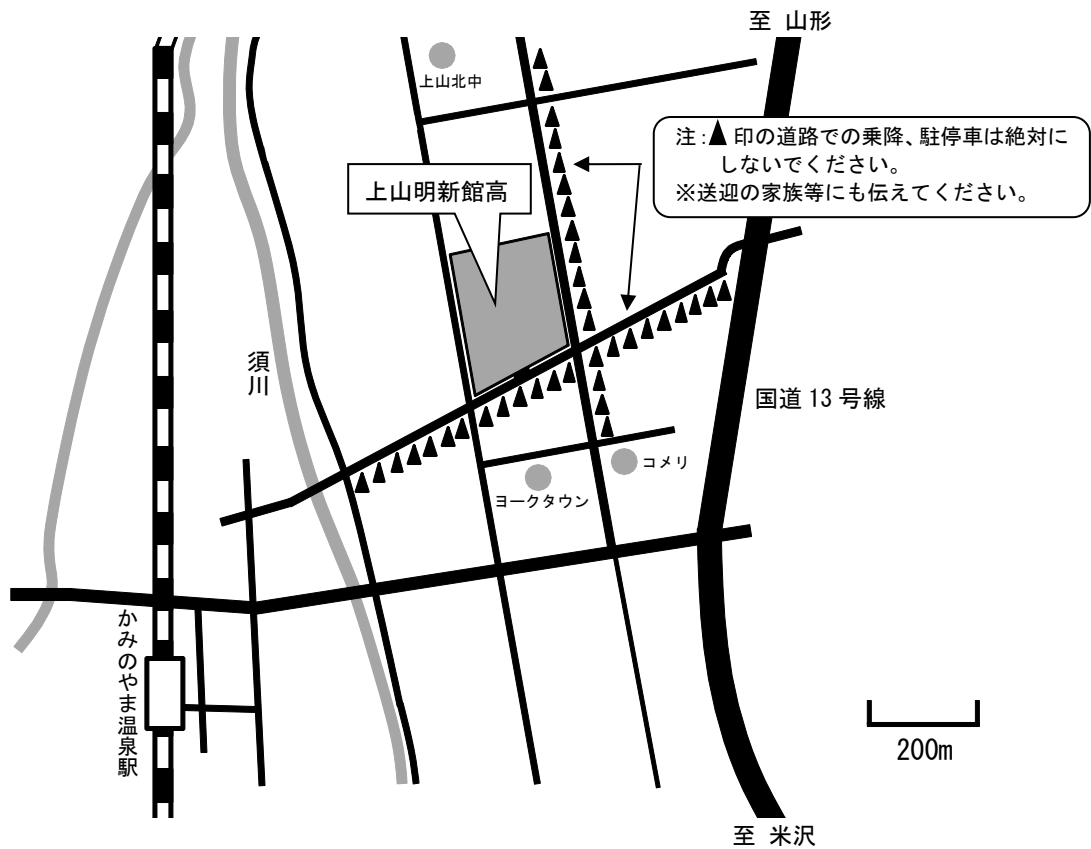 至 山形
上山北中
注:▲ 印の道路での乗降、駐停車は絶対に
しないでください。
※送迎の家族等にも伝えてください。
上山明新館高
須川
国道 13 号線
コメリ
ヨークタウン
かみのやま温泉駅
200m
至 米沢